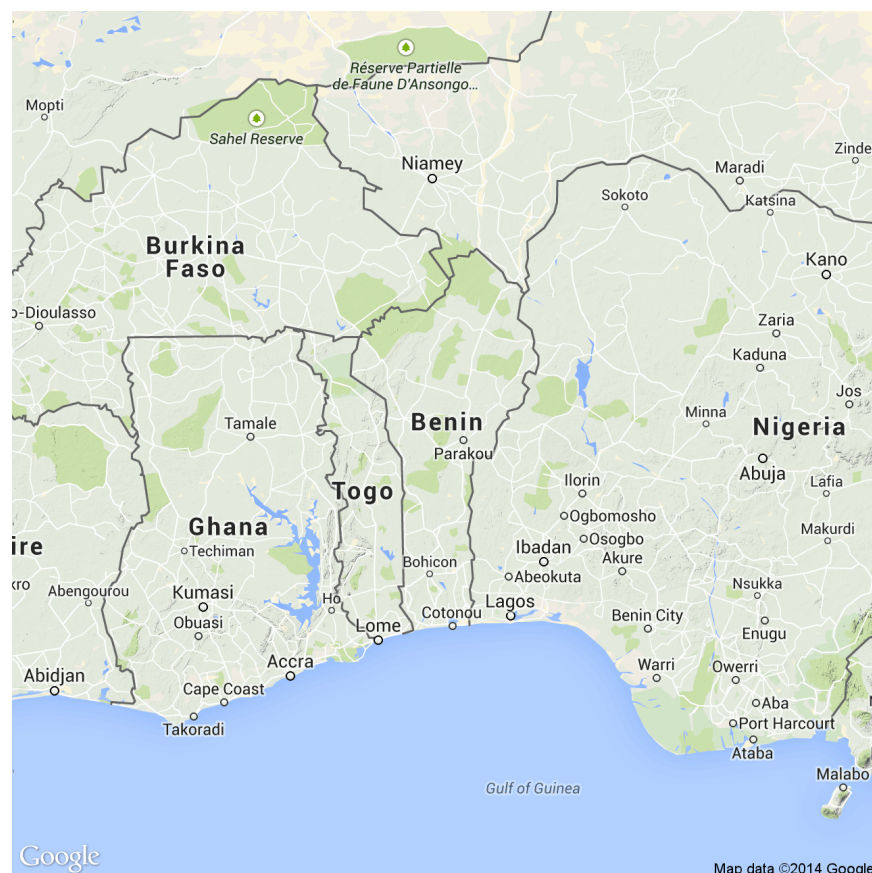 Réserve Partielle
de Faune D'Ansongo...
Mopti
Sahel Reserve
Niamey
Maradi
Zinde
Sokoto
Katsina
Burkina
Faso
Kano
o-Dioulasso
Zaria
Kaduna
Jos
Tamale
Benin
Minna
Nigeria
Parakou
Abuja
Togo
Ilorin
Lafia
Ghana
Ogbomosho
Makurdi
ire
Techiman
Ibadan
Osogbo
Bohicon
Akure
kro
Abengourou
Abeokuta
Nsukka
Kumasi
Ho
Cotonou
Lagos
Obuasi
Lome
Benin City
Enugu
Accra
Warri
Owerri
Abidjan
Cape Coast
Aba
Takoradi
Port Harcourt
Ataba
Malabo
Gulf of Guinea
Google
Map data ©2014 Google